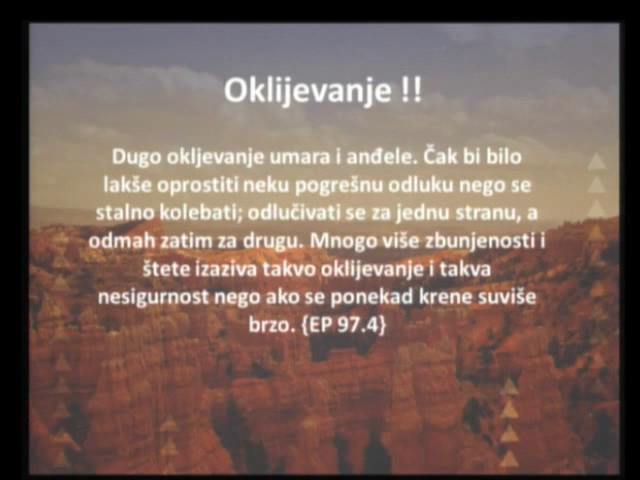 Oklijevanje !!
Dugo okljevanje umara i anđele. Čak bi bilo
lakše oprostiti neku pogrešnu odluku nego se
stalno kolebati; odlučivati se za jednu stranu, a
odmah zatim za drugu. Mnogo više zbunjenosti i
štete izaziva takvo oklijevanje i takva
nesigurnost nego ako se ponekad krene suviše
brzo. {EP 97.4}